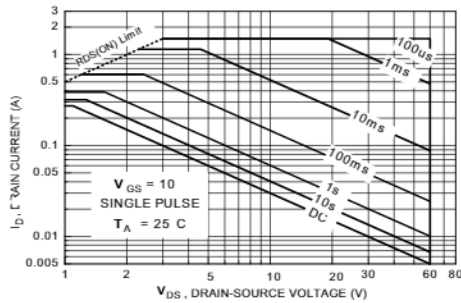 3
2
1
0.5
0.1
0.05
0.01
0.005
I D, DRAIN CURRENT (A)
RDS(ON) Limit
100us
1ms
10ms
100ms
1s
10s
DC
V GS = 10
SINGLE PULSE
T A = 25 C
1 2 5 10 20 30 60 80
V DS , DRAIN-SOURCE VOLTAGE (V)